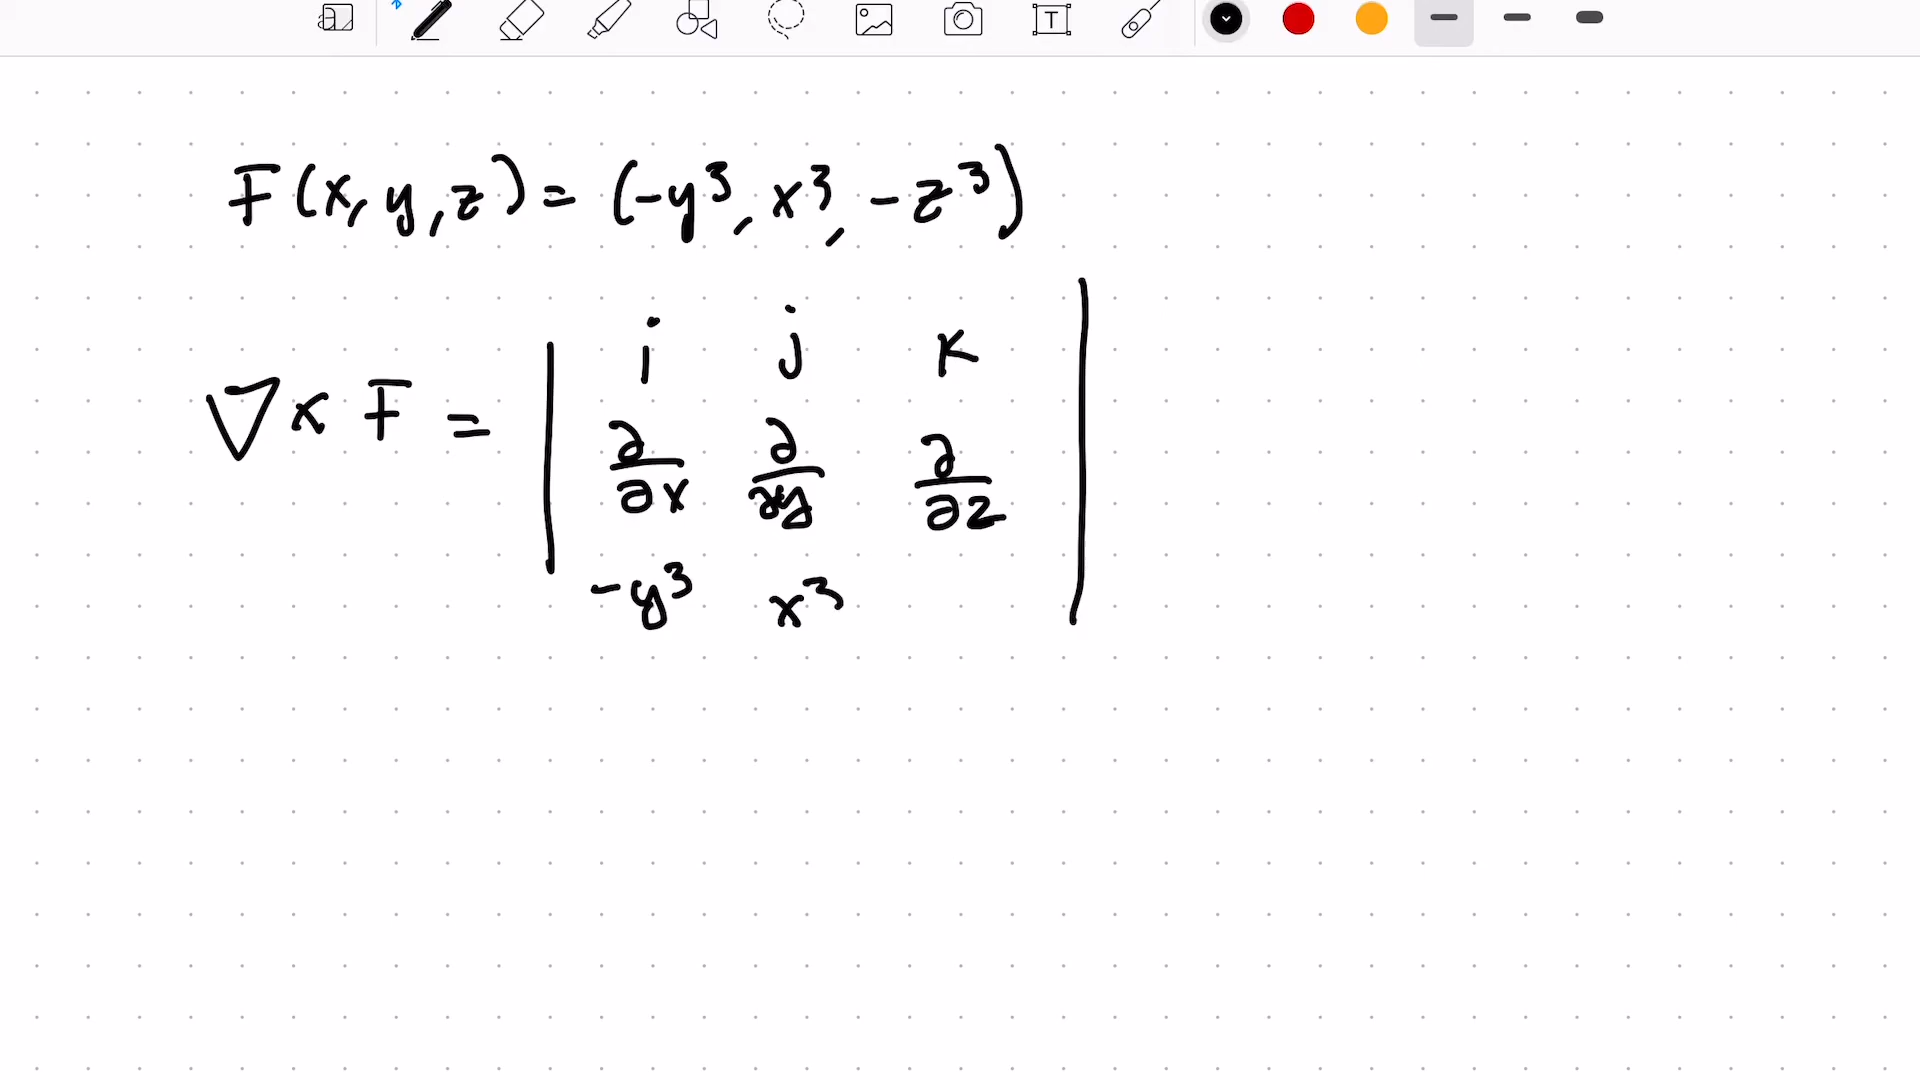 F(x, y, z) = (-y³, x³, -z³)
∇ x F = | i j k
∂/∂x ∂/∂y ∂/∂z
-y³ x³ |